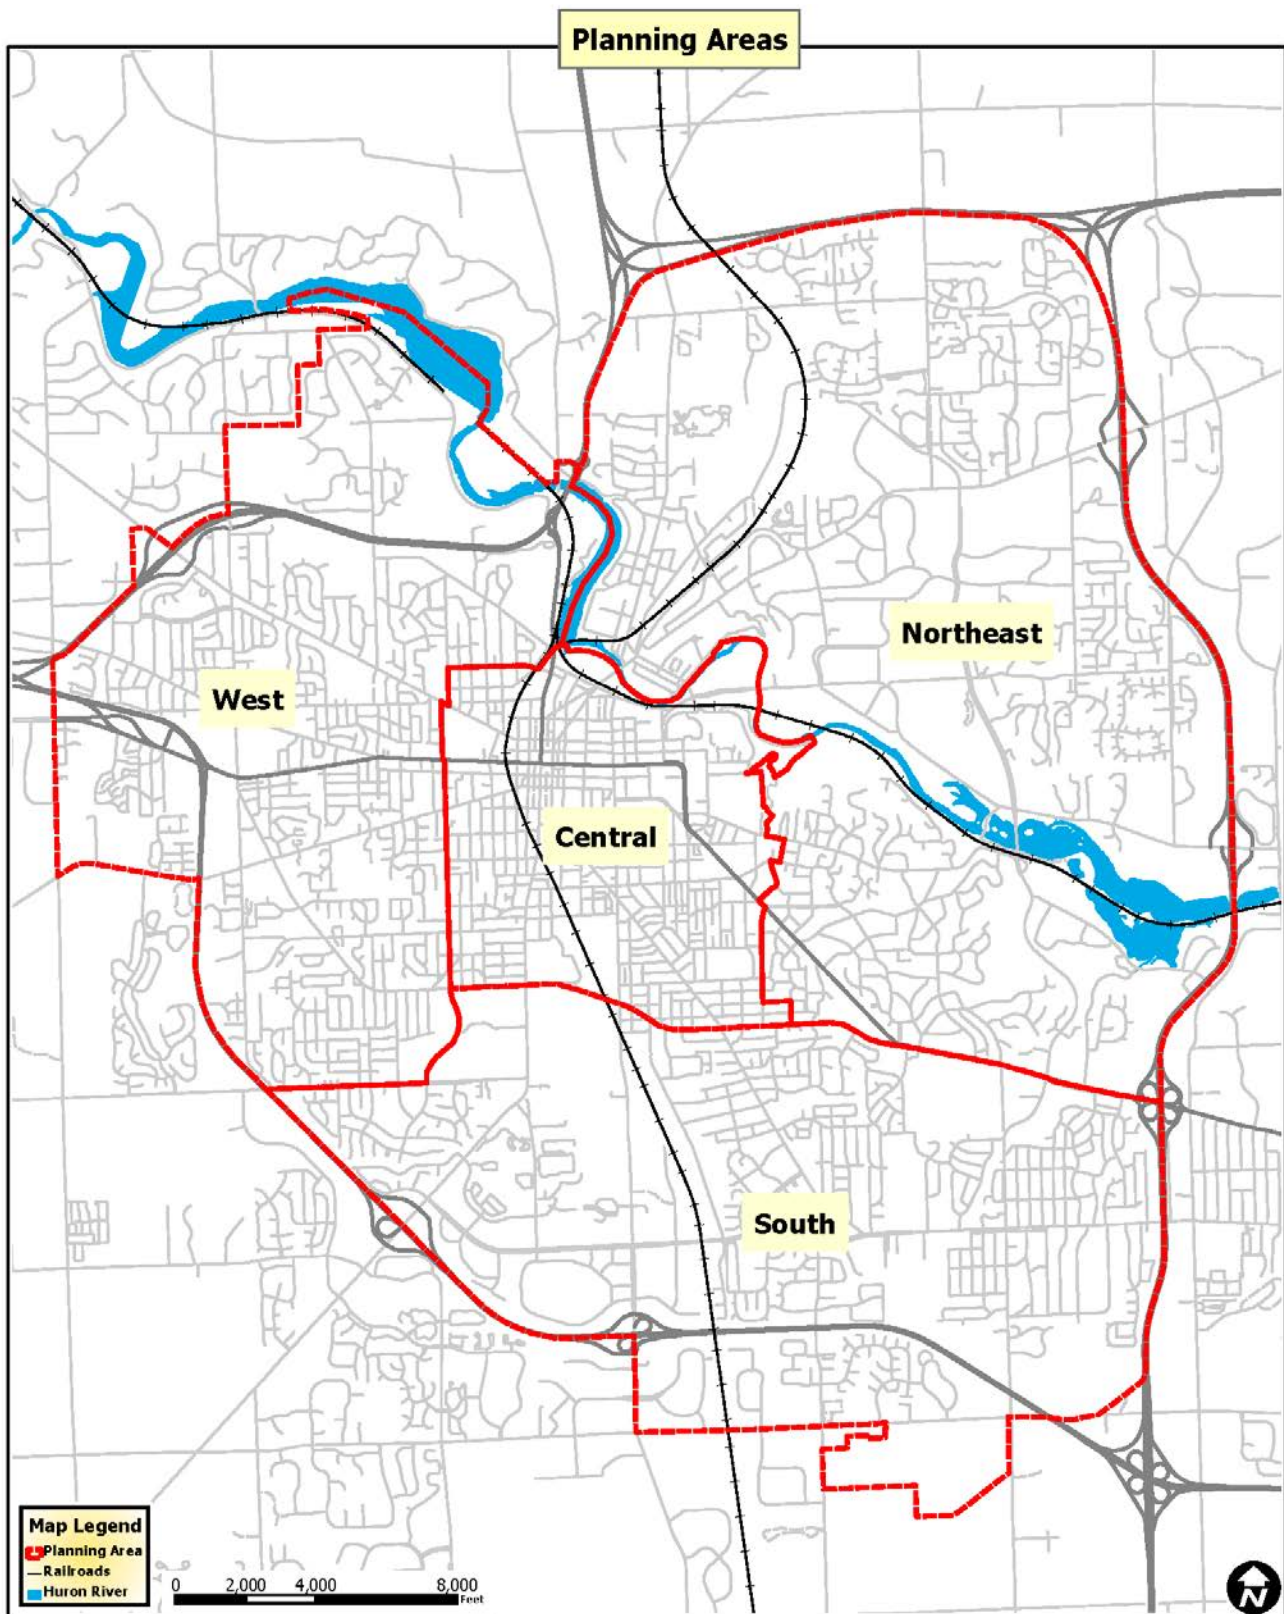 Planning Areas
Northeast
West
Central
South
Map Legend
Planning Area
Railroads
Huron River
0 2,000 4,000 8,000
Feet
N